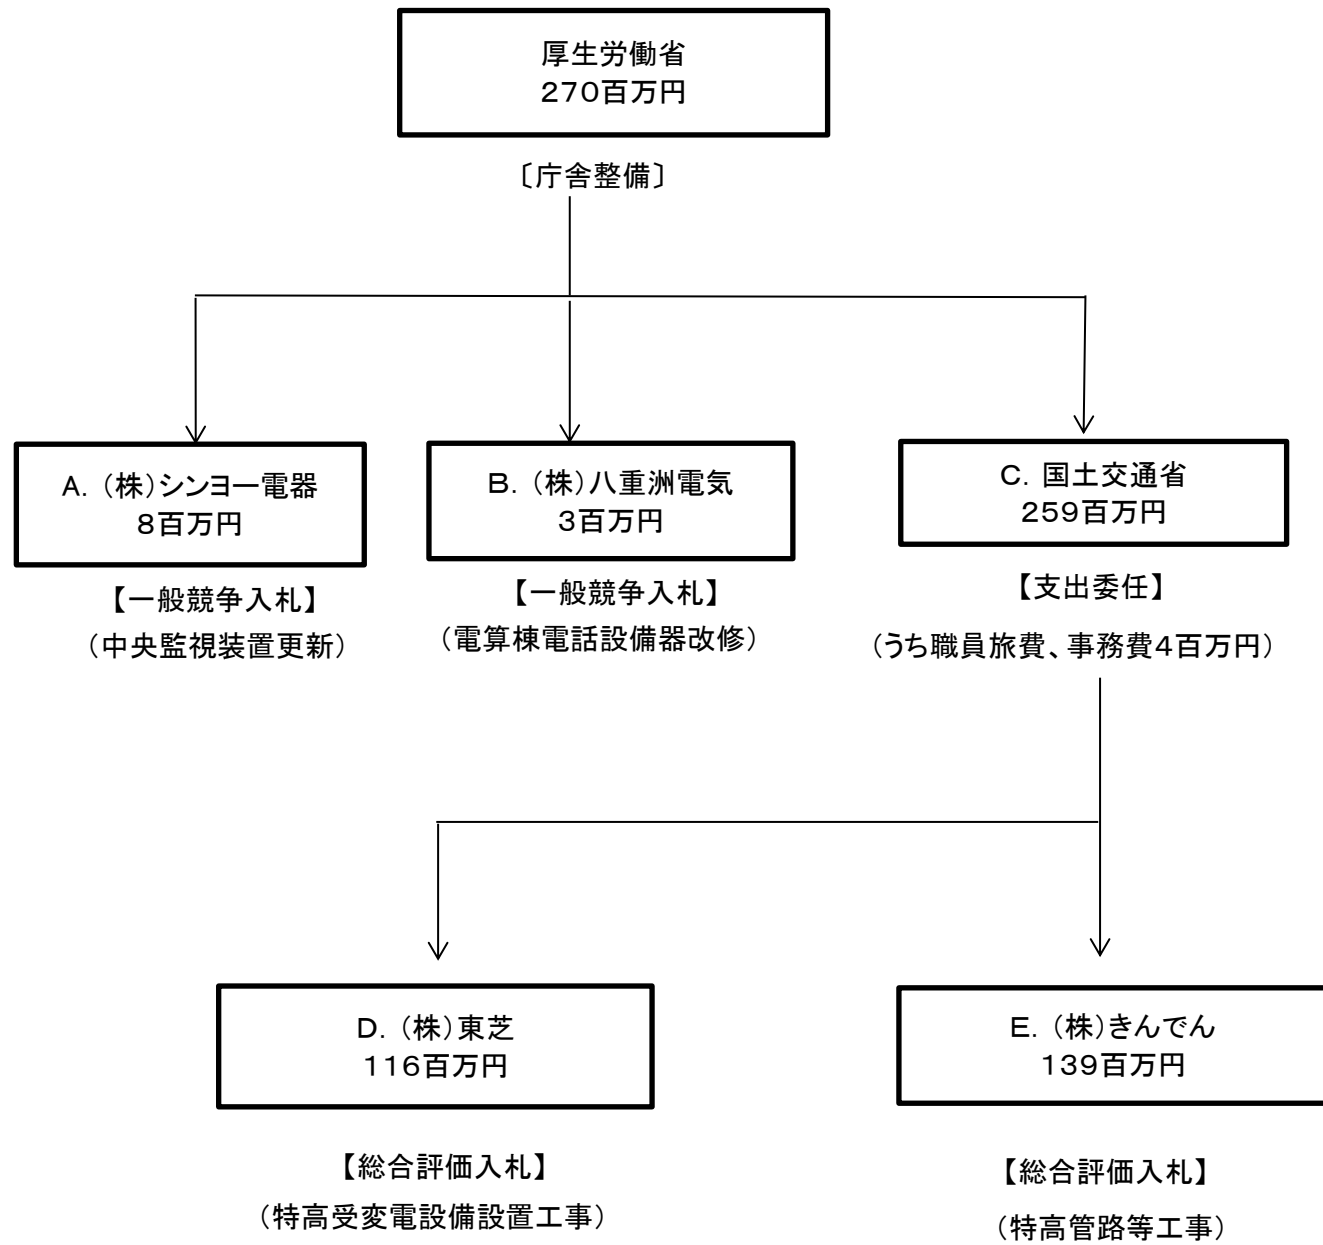 厚生労働省
270百万円
〔庁舎整備〕
A.（株）シンヨー電器
8百万円
【一般競争入札】
（中央監視装置更新）
B.（株）八重洲電気
3百万円
【一般競争入札】
（電算棟電話設備器改修）
C. 国土交通省
259百万円
【支出委任】
（うち職員旅費、事務費4百万円）
D.（株）東芝
116百万円
【総合評価入札】
（特高受変電設備設置工事）
E.（株）きんでん
139百万円
【総合評価入札】
（特高管路等工事）